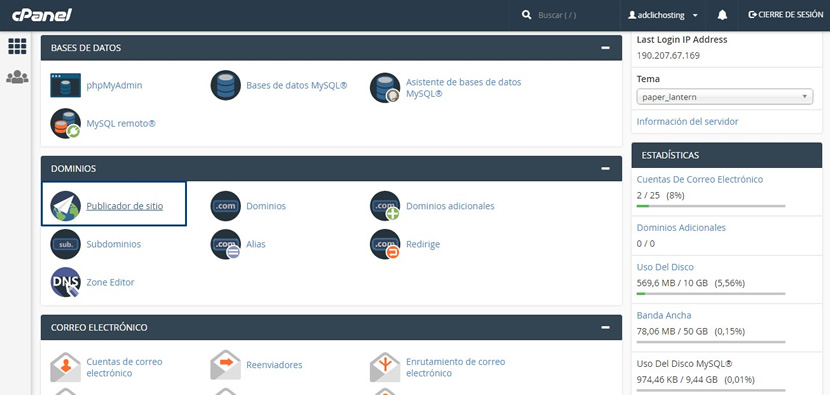 cPanel
Buscar ( / )
adclichosting
CIERRE DE SESIÓN
BASES DE DATOS
phpMyAdmin
Bases de datos MySQL®
Asistente de bases de datos
MySQL®
MySQL remoto®
DOMINIOS
Publicador de sitio
Dominios
Dominios adicionales
Subdominios
Alias
Redirige
Zone Editor
.com
.com
sub.
.com
.com
DNS
CORREO ELECTRÓNICO
Cuentas de correo
electrónico
Reenviadores
Enrutamiento de correo
electrónico
Last Login IP Address
190.207.67.169
Tema
paper_lantern
Información del servidor
ESTADÍSTICAS
Cuentas De Correo Electrónico
2 / 25 (8%)
Dominios Adicionales
0 / 0
Uso Del Disco
569,6 MB / 10 GB (5,56%)
Banda Ancha
78,06 MB / 50 GB (0,15%)
Uso Del Disco MySQL®
974,46 KB / 9,44 GB (0,01%)